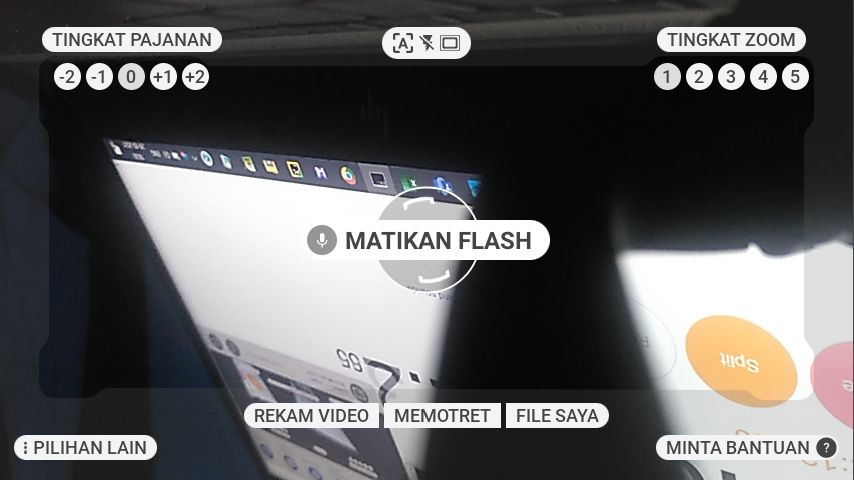 TINGKAT PAJANAN
TINGKAT ZOOM
-2 -1 0 +1 +2
A
1 2 3 4 5
MATIKAN FLASH
Split
REKAM VIDEO
MEMOTRET
FILE SAYA
PILIHAN LAIN
MINTA BANTUAN ?